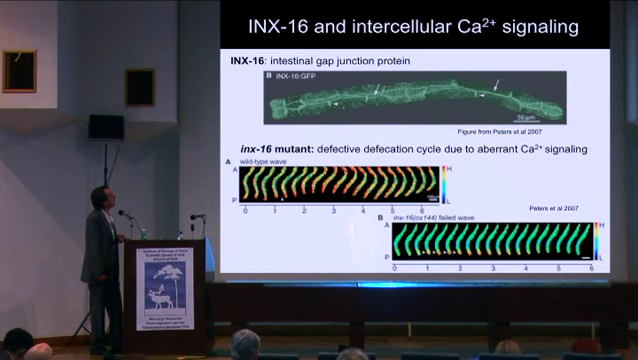 INX-16 and intercellular Ca²⁺ signaling
INX-16: intestinal gap junction protein
B INX-16:GFP
50 µm
Figure from Peters et al 2007
inx-16 mutant: defective defecation cycle due to aberrant Ca²⁺ signaling
A wild-type wave
A
H
P
L
0 1 2 3 4 5 6
Peters et al 2007
B inx-16(ox144) failed wave
A
H
P
L
0 1 2 3 4 5 6